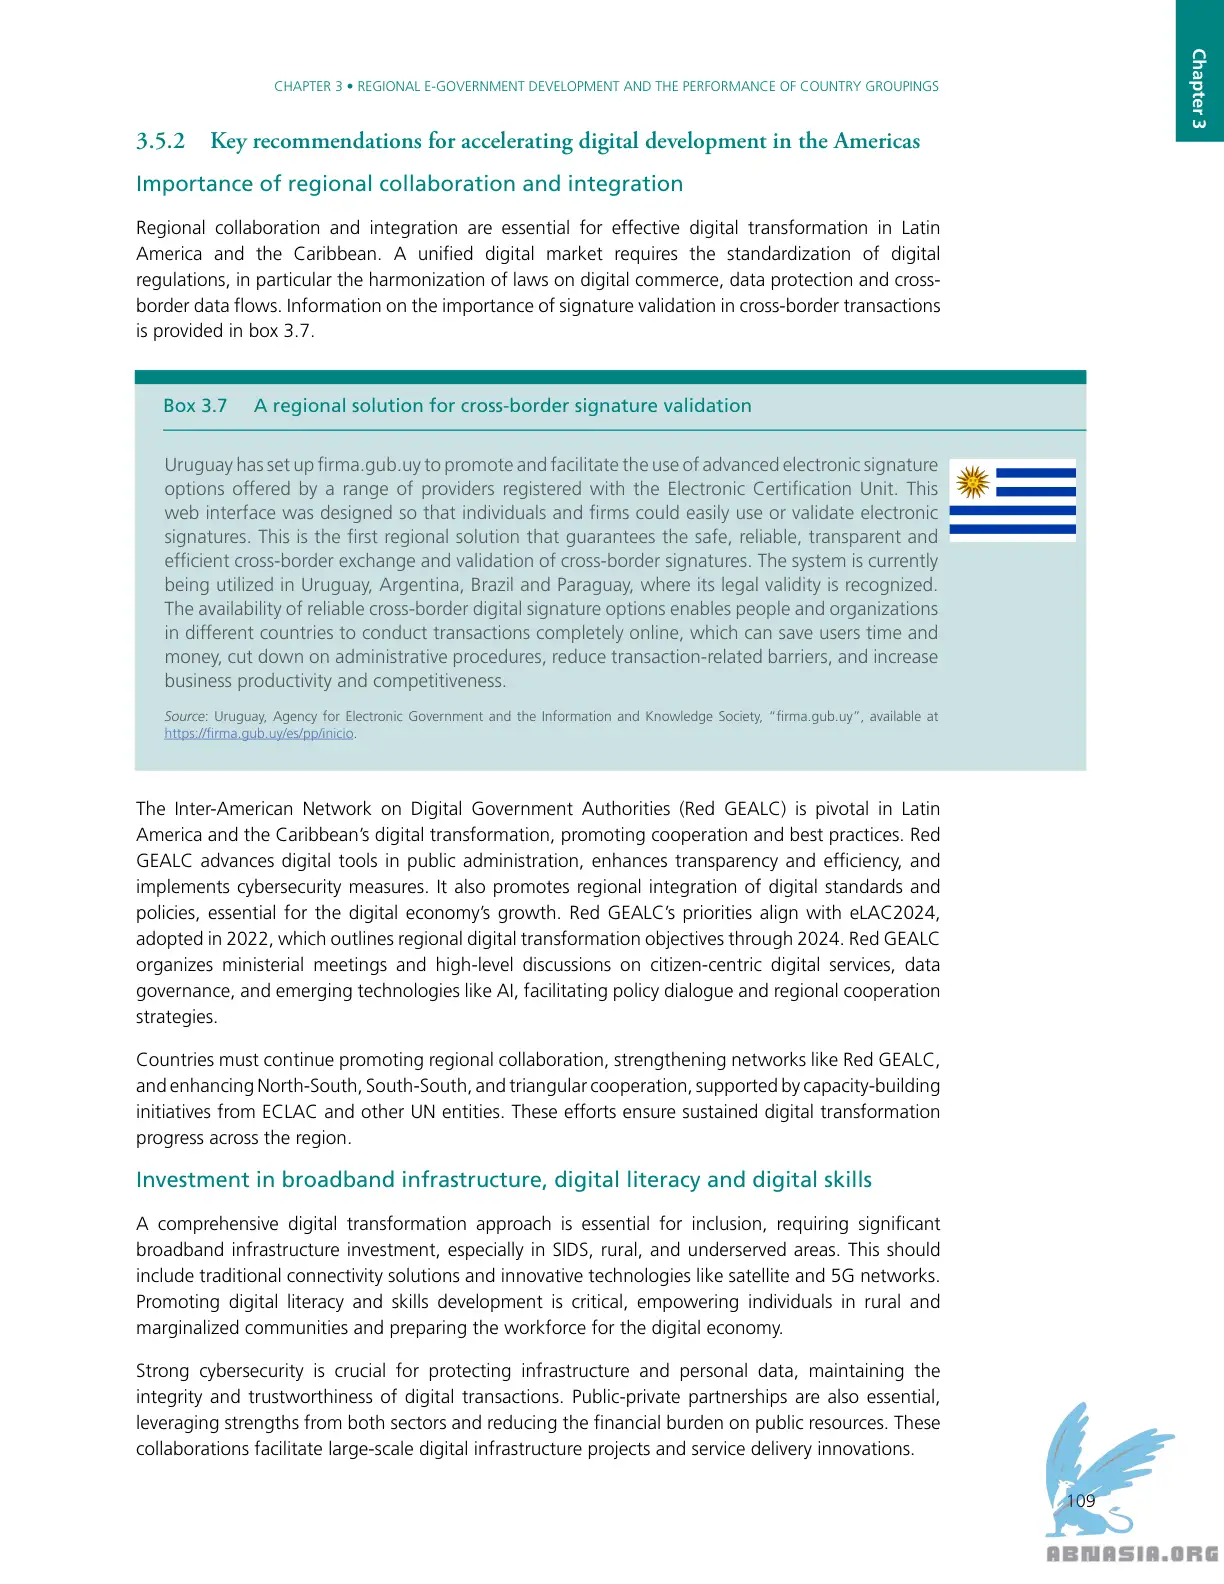 Chapter 3
CHAPTER 3 • REGIONAL E-GOVERNMENT DEVELOPMENT AND THE PERFORMANCE OF COUNTRY GROUPINGS
3.5.2 Key recommendations for accelerating digital development in the Americas
Importance of regional collaboration and integration
Regional collaboration and integration are essential for effective digital transformation in Latin
America and the Caribbean. A unified digital market requires the standardization of digital
regulations, in particular the harmonization of laws on digital commerce, data protection and cross-
border data flows. Information on the importance of signature validation in cross-border transactions
is provided in box 3.7.
Box 3.7 A regional solution for cross-border signature validation
Uruguay has set up firma.gub.uy to promote and facilitate the use of advanced electronic signature
options offered by a range of providers registered with the Electronic Certification Unit. This
web interface was designed so that individuals and firms could easily use or validate electronic
signatures. This is the first regional solution that guarantees the safe, reliable, transparent and
efficient cross-border exchange and validation of cross-border signatures. The system is currently
being utilized in Uruguay, Argentina, Brazil and Paraguay, where its legal validity is recognized.
The availability of reliable cross-border digital signature options enables people and organizations
in different countries to conduct transactions completely online, which can save users time and
money, cut down on administrative procedures, reduce transaction-related barriers, and increase
business productivity and competitiveness.
Source: Uruguay, Agency for Electronic Government and the Information and Knowledge Society, “firma.gub.uy”, available at
https://firma.gub.uy/es/pp/inicio.
The Inter-American Network on Digital Government Authorities (Red GEALC) is pivotal in Latin
America and the Caribbean’s digital transformation, promoting cooperation and best practices. Red
GEALC advances digital tools in public administration, enhances transparency and efficiency, and
implements cybersecurity measures. It also promotes regional integration of digital standards and
policies, essential for the digital economy’s growth. Red GEALC’s priorities align with eLAC2024,
adopted in 2022, which outlines regional digital transformation objectives through 2024. Red GEALC
organizes ministerial meetings and high-level discussions on citizen-centric digital services, data
governance, and emerging technologies like AI, facilitating policy dialogue and regional cooperation
strategies.
Countries must continue promoting regional collaboration, strengthening networks like Red GEALC,
and enhancing North-South, South-South, and triangular cooperation, supported by capacity-building
initiatives from ECLAC and other UN entities. These efforts ensure sustained digital transformation
progress across the region.
Investment in broadband infrastructure, digital literacy and digital skills
A comprehensive digital transformation approach is essential for inclusion, requiring significant
broadband infrastructure investment, especially in SIDS, rural, and underserved areas. This should
include traditional connectivity solutions and innovative technologies like satellite and 5G networks.
Promoting digital literacy and skills development is critical, empowering individuals in rural and
marginalized communities and preparing the workforce for the digital economy.
Strong cybersecurity is crucial for protecting infrastructure and personal data, maintaining the
integrity and trustworthiness of digital transactions. Public-private partnerships are also essential,
leveraging strengths from both sectors and reducing the financial burden on public resources. These
collaborations facilitate large-scale digital infrastructure projects and service delivery innovations.
109
ABNASIA.ORG